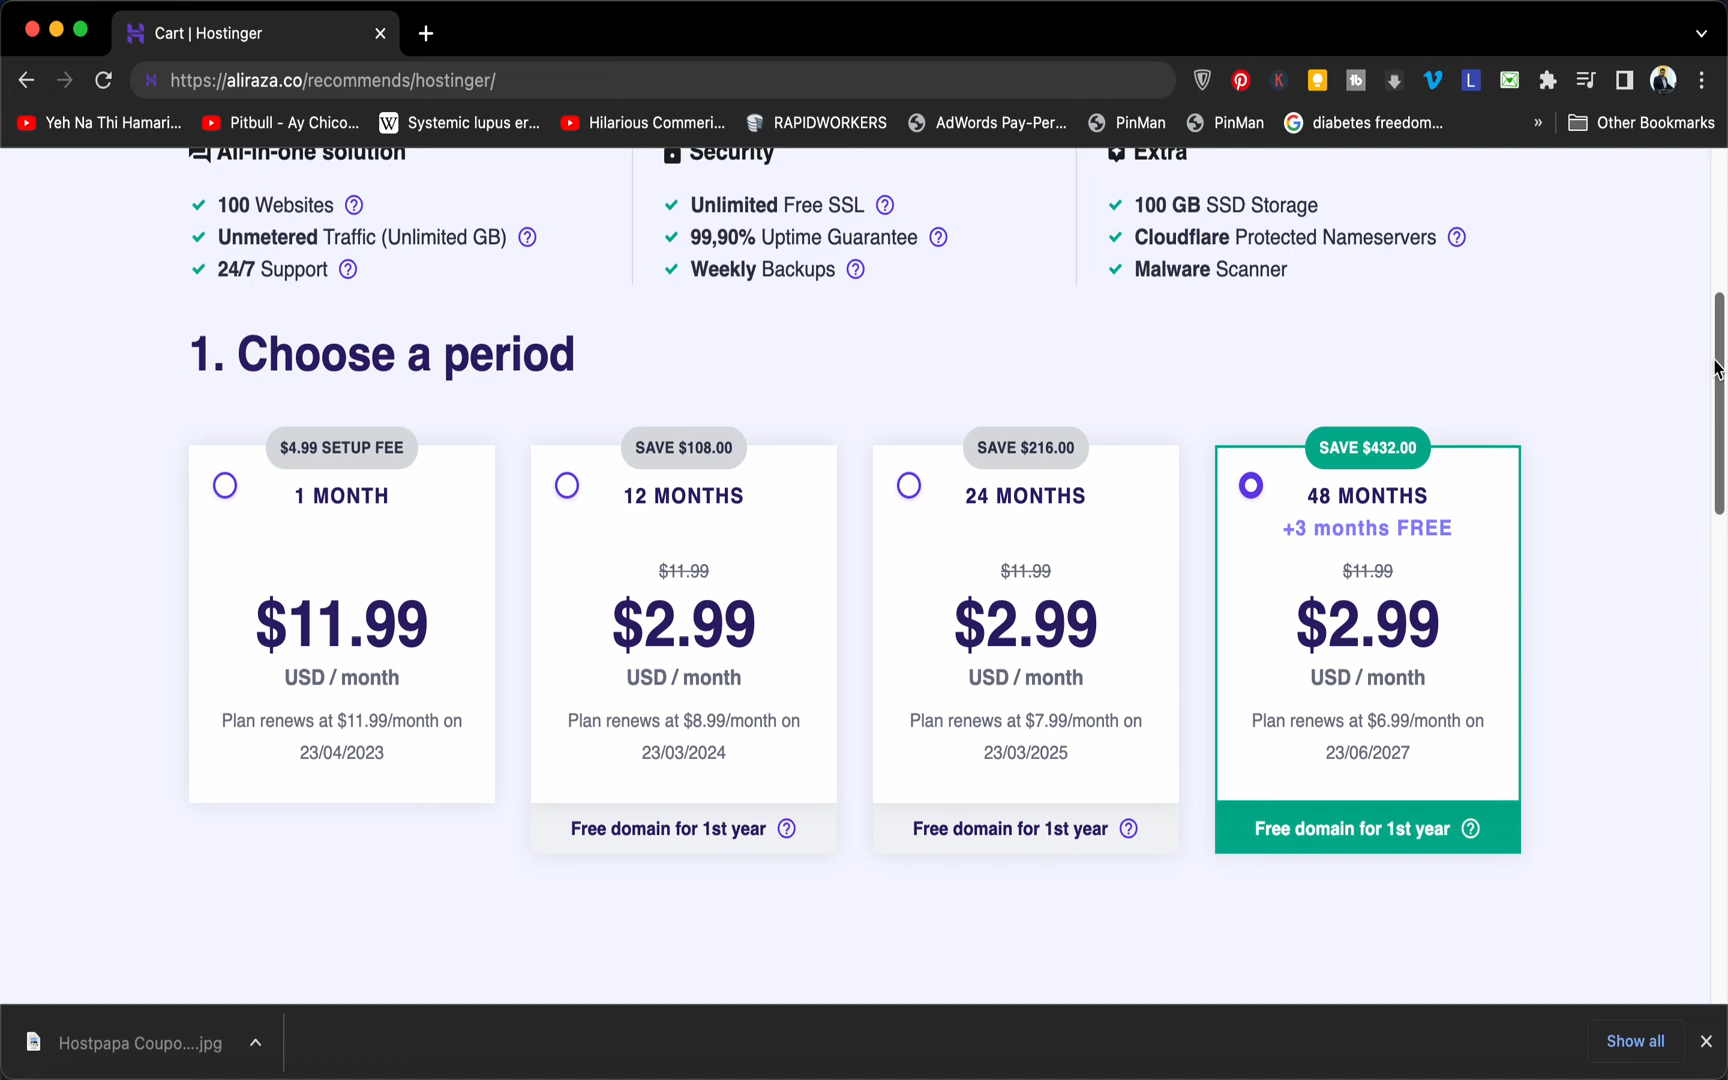 Cart | Hostinger
https://aliraza.co/recommends/hostinger/
Yeh Na Thi Hamari... Pitbull - Ay Chico... Systemic lupus er... Hilarious Commeri... RAPIDWORKERS AdWords Pay-Per... PinMan PinMan diabetes freedom... » Other Bookmarks
All-in-one solution Security Extra
100 Websites Unlimited Free SSL 100 GB SSD Storage
Unmetered Traffic (Unlimited GB) 99,90% Uptime Guarantee Cloudflare Protected Nameservers
24/7 Support Weekly Backups Malware Scanner
1. Choose a period
$4.99 SETUP FEE
1 MONTH
$11.99
USD / month
Plan renews at $11.99/month on
23/04/2023
SAVE $108.00
12 MONTHS
$11.99
$2.99
USD / month
Plan renews at $8.99/month on
23/03/2024
Free domain for 1st year
SAVE $216.00
24 MONTHS
$11.99
$2.99
USD / month
Plan renews at $7.99/month on
23/03/2025
Free domain for 1st year
SAVE $432.00
48 MONTHS
+3 months FREE
$11.99
$2.99
USD / month
Plan renews at $6.99/month on
23/06/2027
Free domain for 1st year
Hostpapa Coupo....jpg
Show all